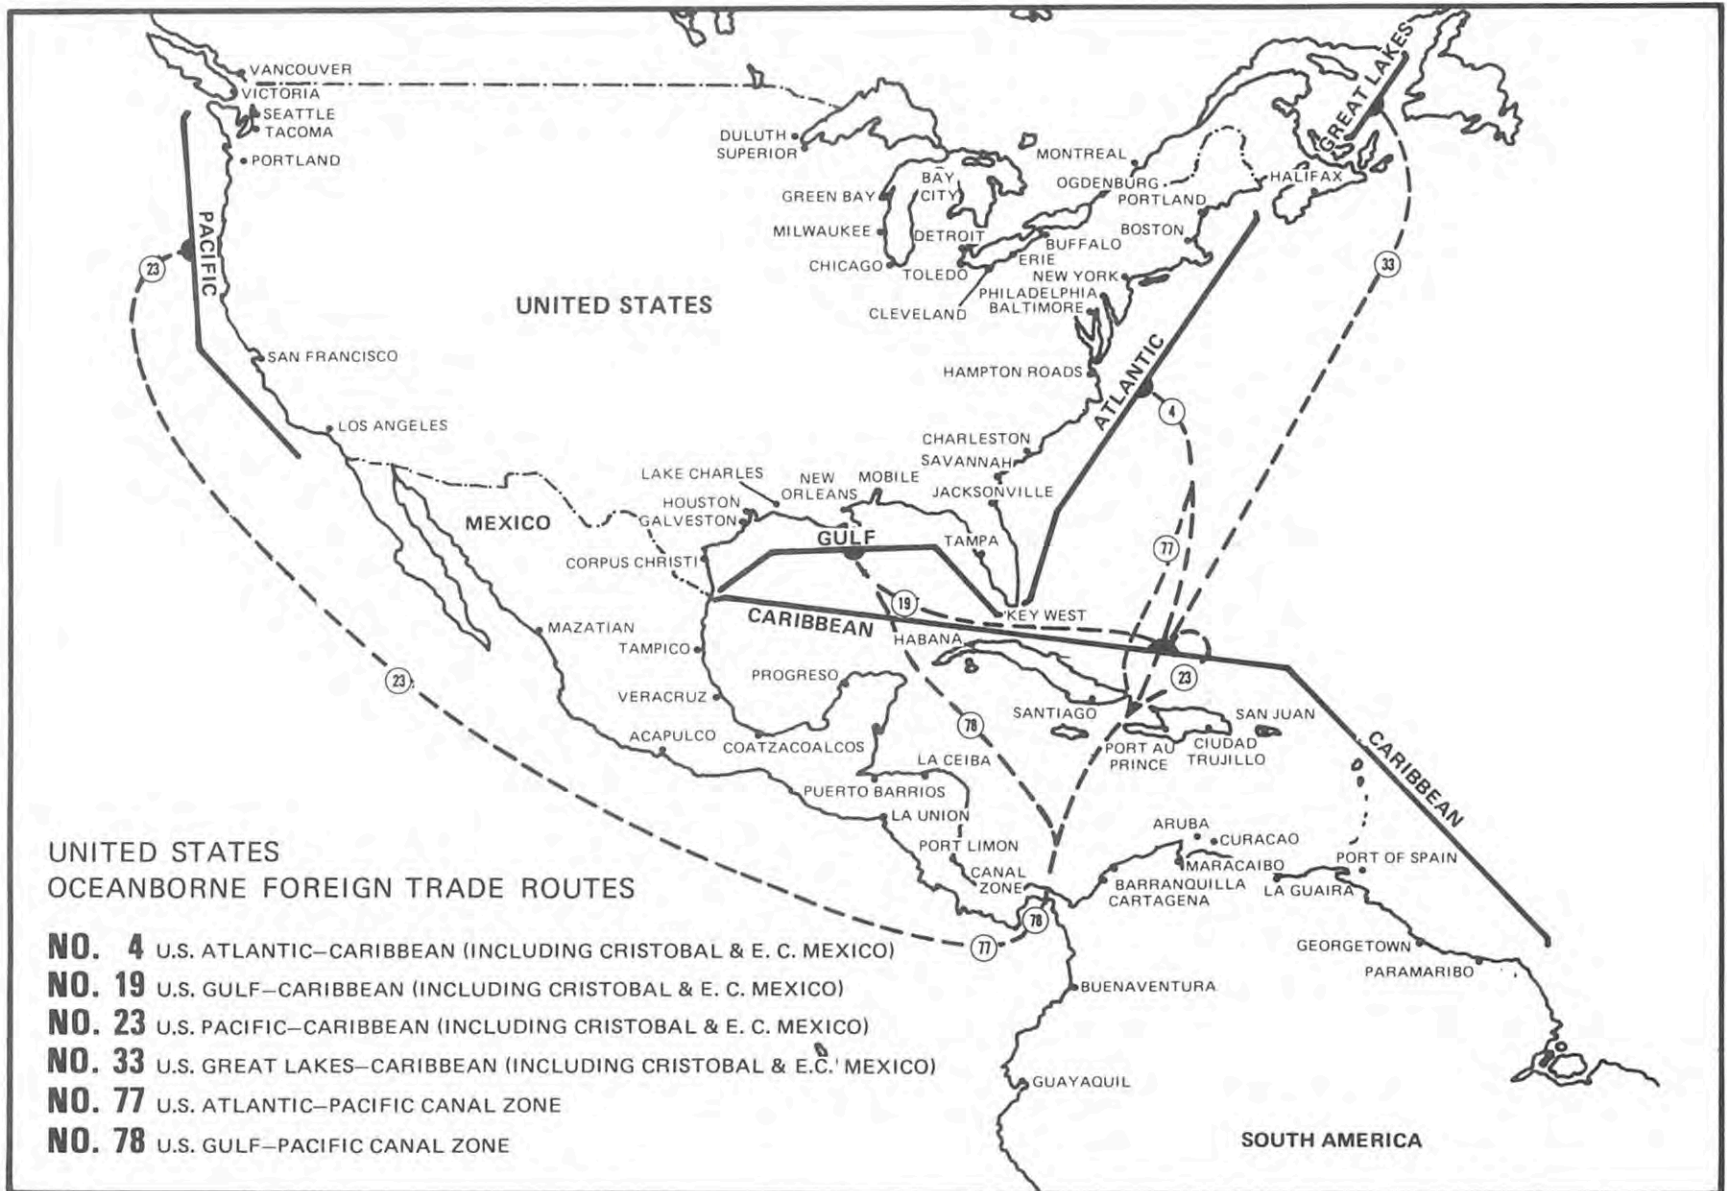 VANCOUVER
VICTORIA
SEATTLE
TACOMA
PORTLAND
PACIFIC
23
SAN FRANCISCO
LOS ANGELES
UNITED STATES
DULUTH
SUPERIOR
GREEN BAY
MILWAUKEE
CHICAGO
BAY
CITY
DETROIT
TOLEDO
CLEVELAND
ERIE
BUFFALO
MONTREAL
OGDENBURG
PORTLAND
BOSTON
HALIFAX
GREAT LAKES
NEW YORK
PHILADELPHIA
BALTIMORE
HAMPTON ROADS
ATLANTIC
33
4
CHARLESTON
SAVANNAH
JACKSONVILLE
LAKE CHARLES
NEW
ORLEANS
MOBILE
HOUSTON
GALVESTON
GULF
TAMPA
CORPUS CHRISTI
MEXICO
77
19
KEY WEST
CARIBBEAN
HABANA
MAZATIAN
TAMPICO
PROGRESO
VERACRUZ
23
23
SANTIAGO
SAN JUAN
78
ACAPULCO
COATZACOALCOS
PORT AU
PRINCE
CIUDAD
TRUJILLO
CARIBBEAN
LA CEIBA
PUERTO BARRIOS
LA UNION
PORT LIMON
CANAL
ZONE
ARUBA
CURACAO
MARACAIBO
BARRANQUILLA
CARTAGENA
LA GUAIRA
PORT OF SPAIN
78
77
GEORGETOWN
PARAMARIBO
BUENAVENTURA
GUAYAQUIL
SOUTH AMERICA
UNITED STATES
OCEANBORNE FOREIGN TRADE ROUTES
NO. 4 U.S. ATLANTIC–CARIBBEAN (INCLUDING CRISTOBAL & E. C. MEXICO)
NO. 19 U.S. GULF–CARIBBEAN (INCLUDING CRISTOBAL & E. C. MEXICO)
NO. 23 U.S. PACIFIC–CARIBBEAN (INCLUDING CRISTOBAL & E. C. MEXICO)
NO. 33 U.S. GREAT LAKES–CARIBBEAN (INCLUDING CRISTOBAL & E.C. MEXICO)
NO. 77 U.S. ATLANTIC–PACIFIC CANAL ZONE
NO. 78 U.S. GULF–PACIFIC CANAL ZONE